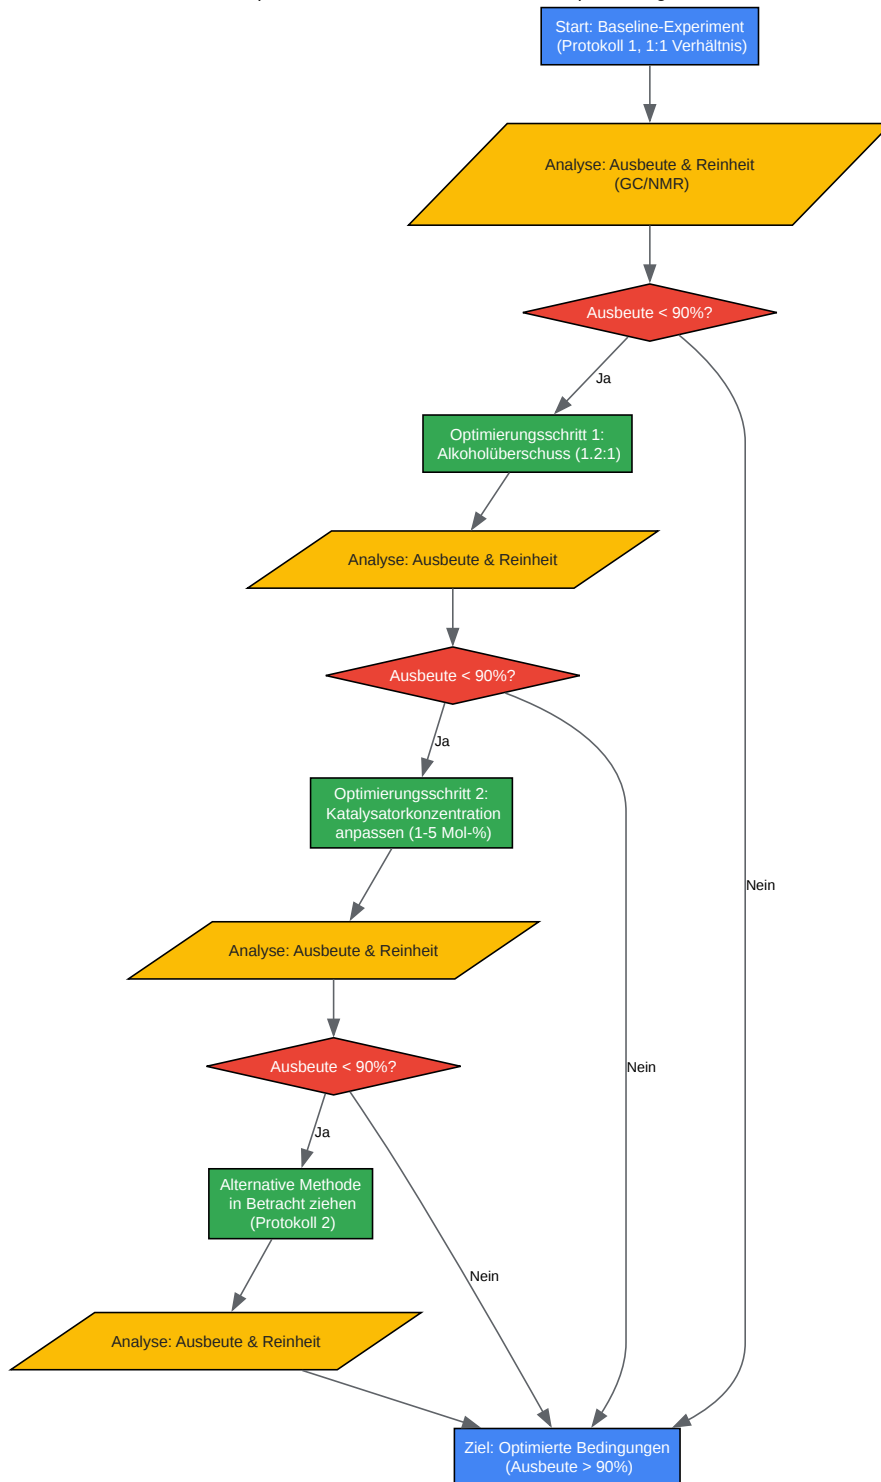 Start: Baseline-Experiment
(Protokoll 1, 1:1 Verhältnis)
Analyse: Ausbeute & Reinheit
(GC/NMR)
Ausbeute < 90%?
Ja
Optimierungsschritt 1:
Alkoholüberschuss (1.2:1)
Analyse: Ausbeute & Reinheit
Ausbeute < 90%?
Ja
Optimierungsschritt 2:
Katalysatorkonzentration
anpassen (1-5 Mol-%)
Nein
Analyse: Ausbeute & Reinheit
Ausbeute < 90%?
Nein
Ja
Alternative Methode
in Betracht ziehen
(Protokoll 2)
Nein
Analyse: Ausbeute & Reinheit
Ziel: Optimierte Bedingungen
(Ausbeute > 90%)